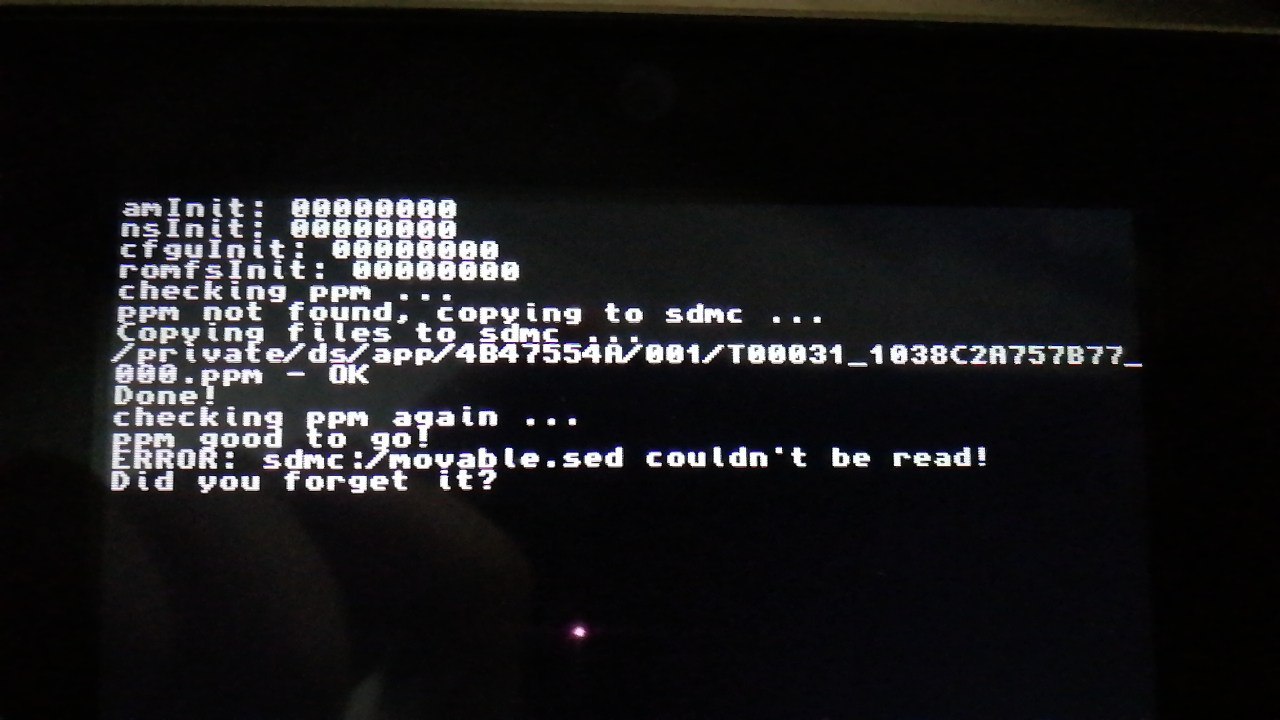 amInit: 00000000
nsInit: 00000000
cfguInit: 00000000
romfsInit: 00000000
checking ppm ...
ppm not found, copying to sdmc ...
Copying files to sdmc ...
/private/ds/app/4B47554A/001/T00031_1038C2A757B77_
000.ppm - OK
Done!
checking ppm again ...
ppm good to go!
ERROR: sdmc:/movable.sed couldn't be read!
Did you forget it?